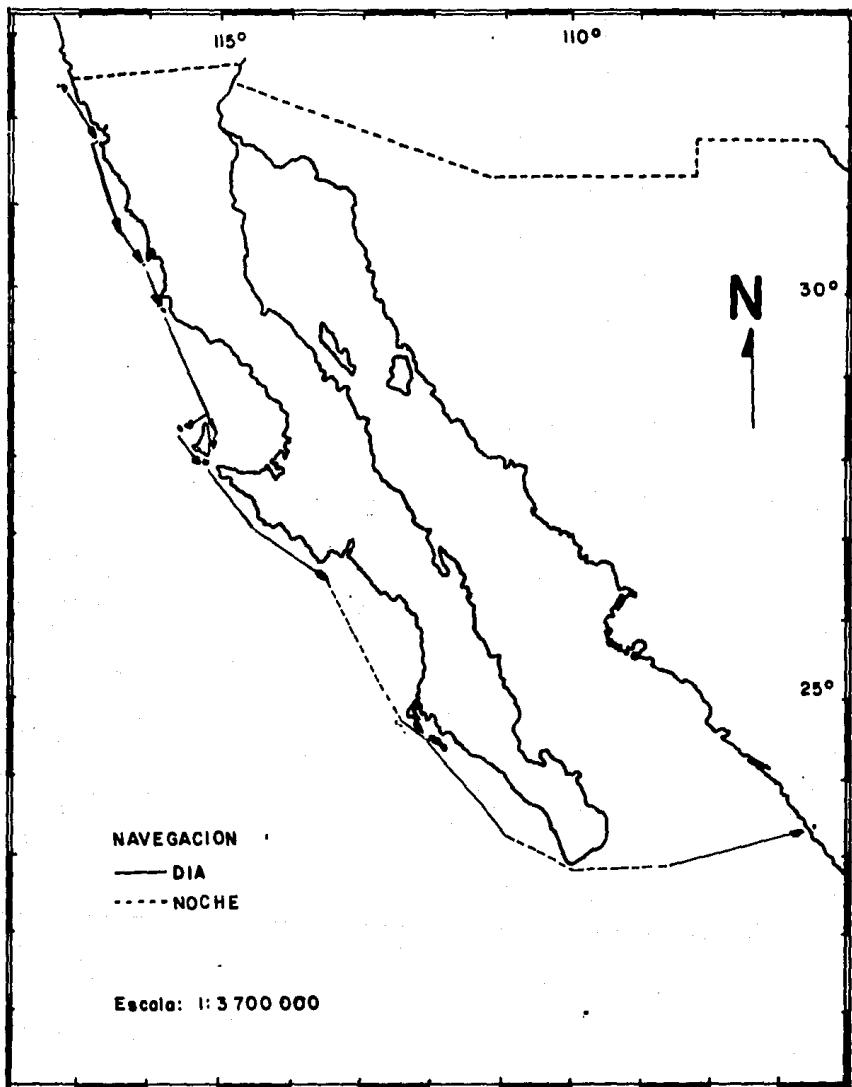 115° 110°
N
30°
25°
NAVEGACION
DIA
NOCHE
Escala: 1:3 700 000